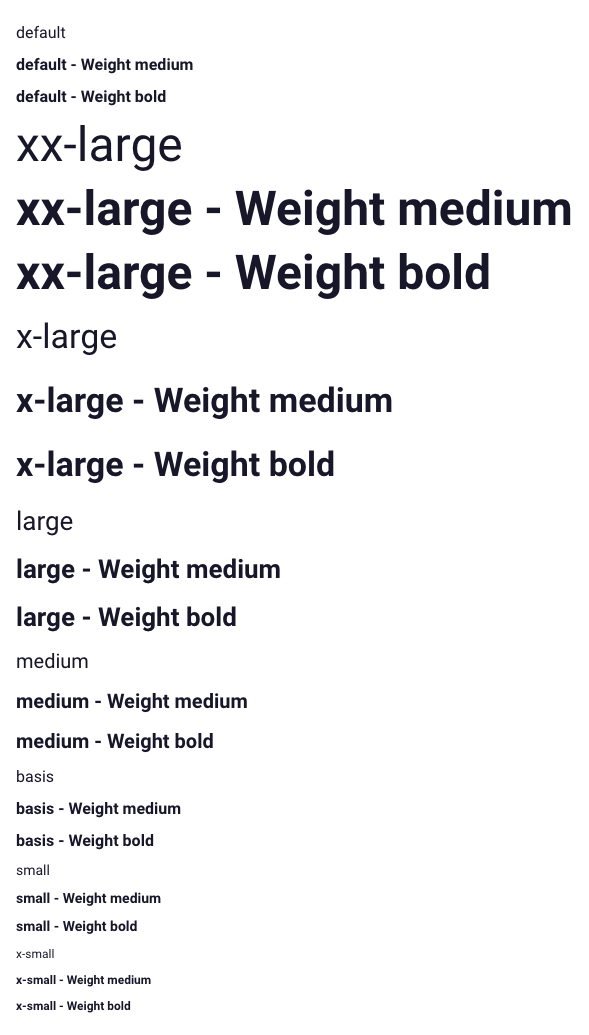 default
default - Weight medium
default - Weight bold
xx-large
xx-large - Weight medium
xx-large - Weight bold
x-large
x-large - Weight medium
x-large - Weight bold
large
large - Weight medium
large - Weight bold
medium
medium - Weight medium
medium - Weight bold
basis
basis - Weight medium
basis - Weight bold
small
small - Weight medium
small - Weight bold
x-small
x-small - Weight medium
x-small - Weight bold